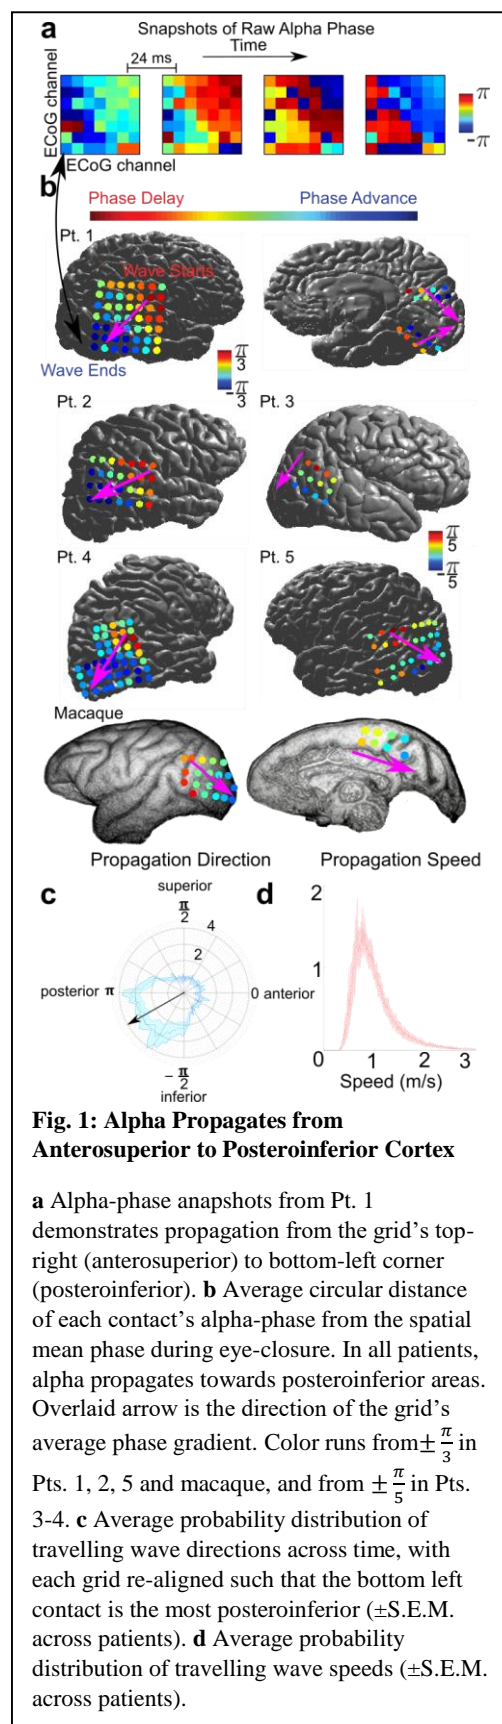 a
Snapshots of Raw Alpha Phase
Time
24 ms
ECoG channel
ECoG channel
π
-π
b
Phase Delay
Phase Advance
Pt. 1
Wave Starts
Wave Ends
π
3
-π
3
Pt. 2
Pt. 3
π
5
-π
5
Pt. 4
Pt. 5
Macaque
Propagation Direction
Propagation Speed
c
superior
π
2
4
2
posterior π
0 anterior
- π
2
inferior
d
2
1
0
1
2
3
Speed (m/s)
Fig. 1: Alpha Propagates from
Anterosuperior to Posteroinferior Cortex
a Alpha-phase anapshots from Pt. 1
demonstrates propagation from the grid's top-
right (anterosuperior) to bottom-left corner
(posteroinferior). b Average circular distance
of each contact's alpha-phase from the spatial
mean phase during eye-closure. In all patients,
alpha propagates towards posteroinferior areas.
Overlaid arrow is the direction of the grid's
average phase gradient. Color runs from ± π/3 in
Pts. 1, 2, 5 and macaque, and from ± π/5 in Pts.
3-4. c Average probability distribution of
travelling wave directions across time, with
each grid re-aligned such that the bottom left
contact is the most posteroinferior (±S.E.M.
across patients). d Average probability
distribution of travelling wave speeds (±S.E.M.
across patients).